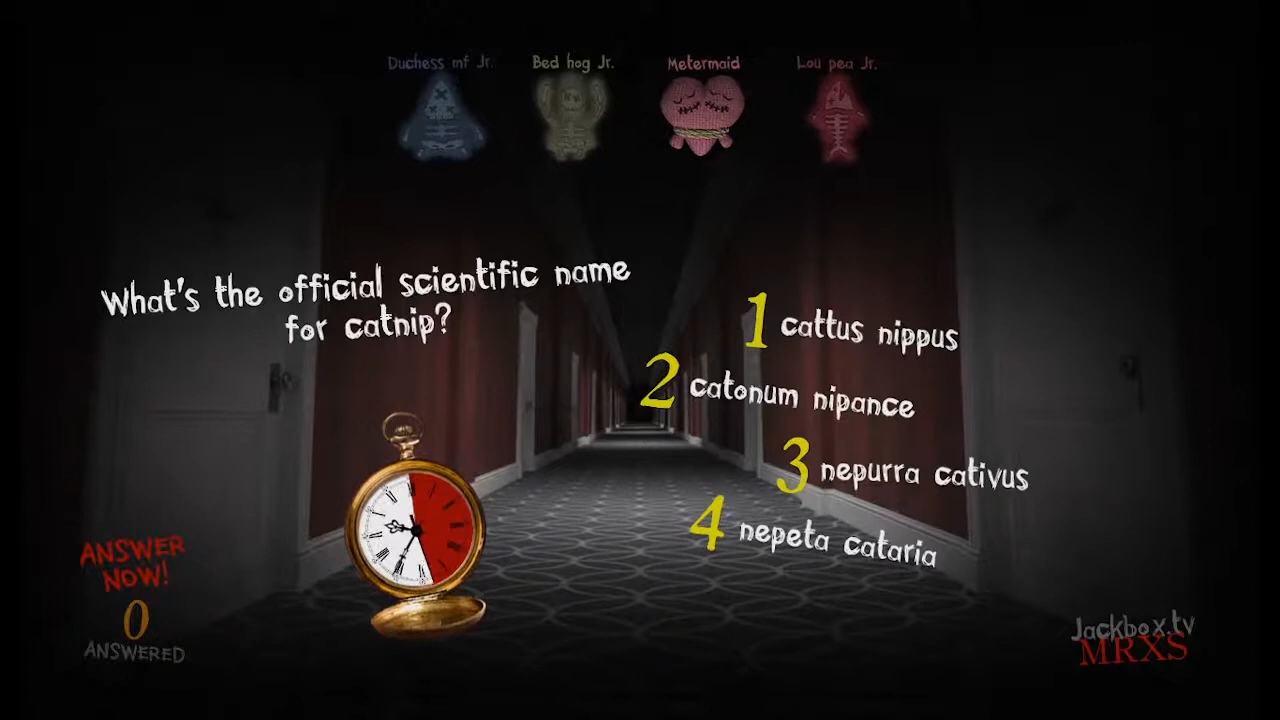 Duchess mf Jr.
Bed hog Jr.
Metermaid
Lou pea Jr.
What's the official scientific name
for catnip?
1 cattus nippus
2 catonum nipance
3 nepurra cativus
4 nepeta cataria
ANSWER
NOW!
0
ANSWERED
Jackbox.tv
MRXS